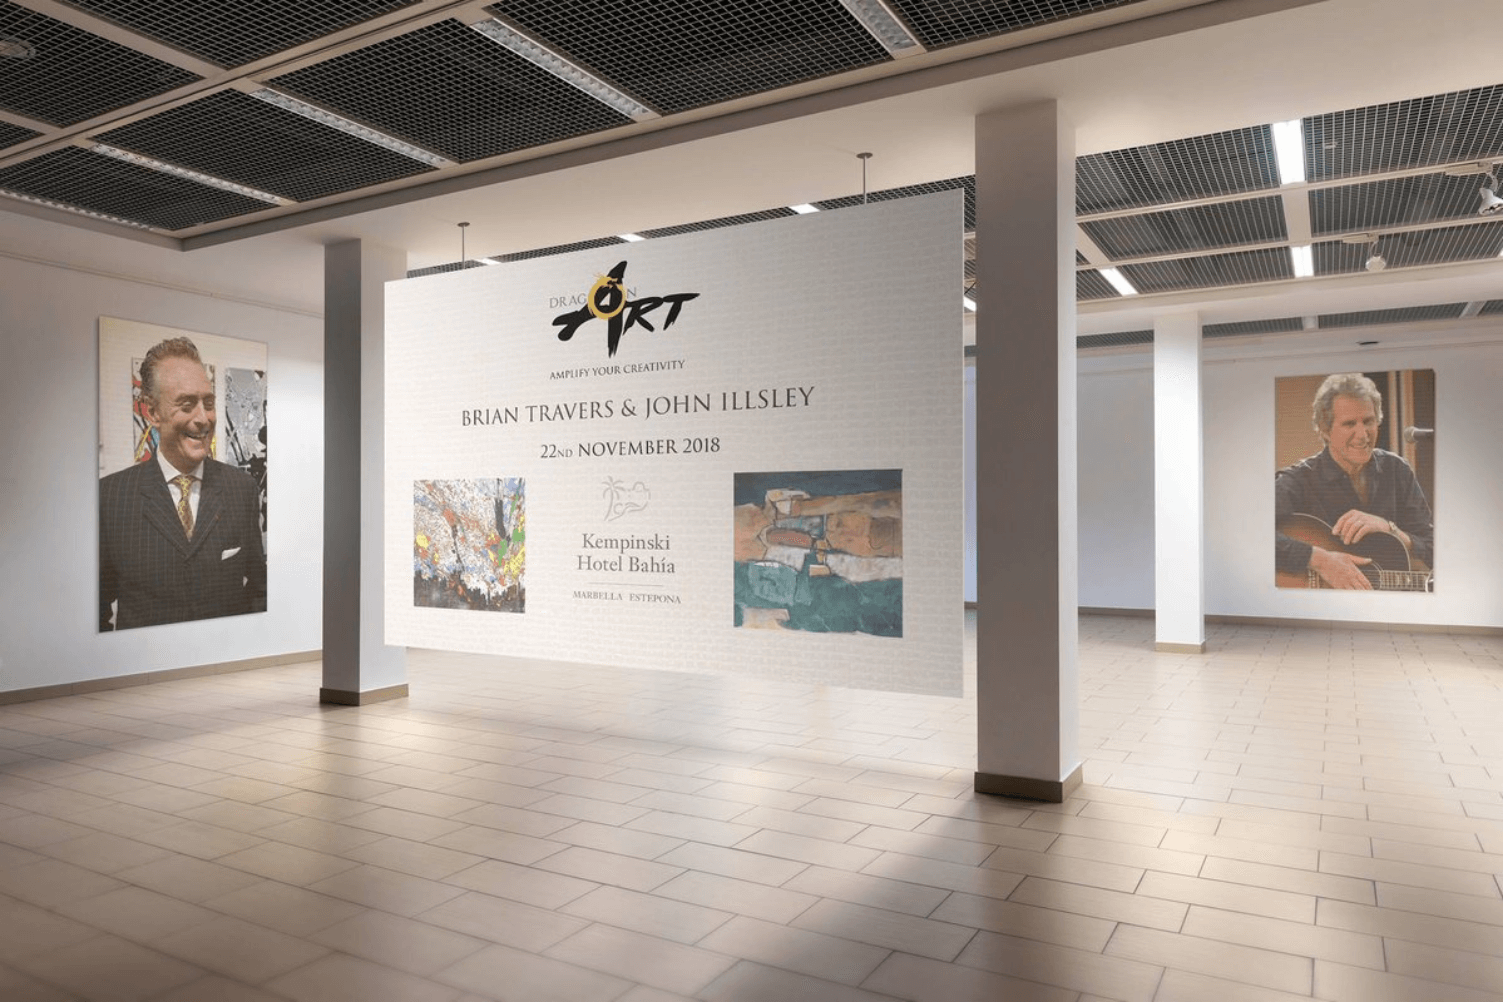 DRAGON
ART
AMPLIFY YOUR CREATIVITY
BRIAN TRAVERS & JOHN ILLSLEY
22ND NOVEMBER 2018
Kempinski
Hotel Bahía
MARBELLA ESTEPONA